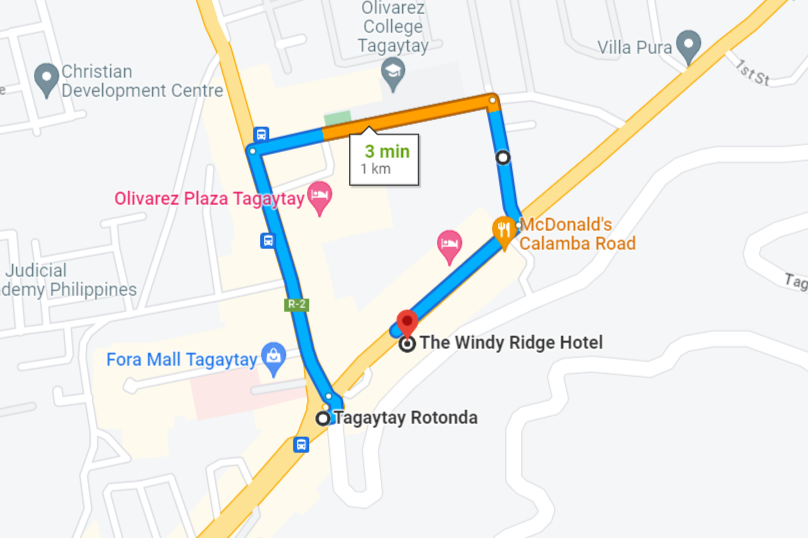 Olivarez
College
Tagaytay
Villa Pura
1st St
Christian
Development Centre
e
3 min
1 km
Olivarez Plaza Tagaytay
McDonald's
Calamba Road
Judicial
demy Philippines
Tag
R-2
The Windy Ridge Hotel
Fora Mall Tagaytay
Tagaytay Rotonda